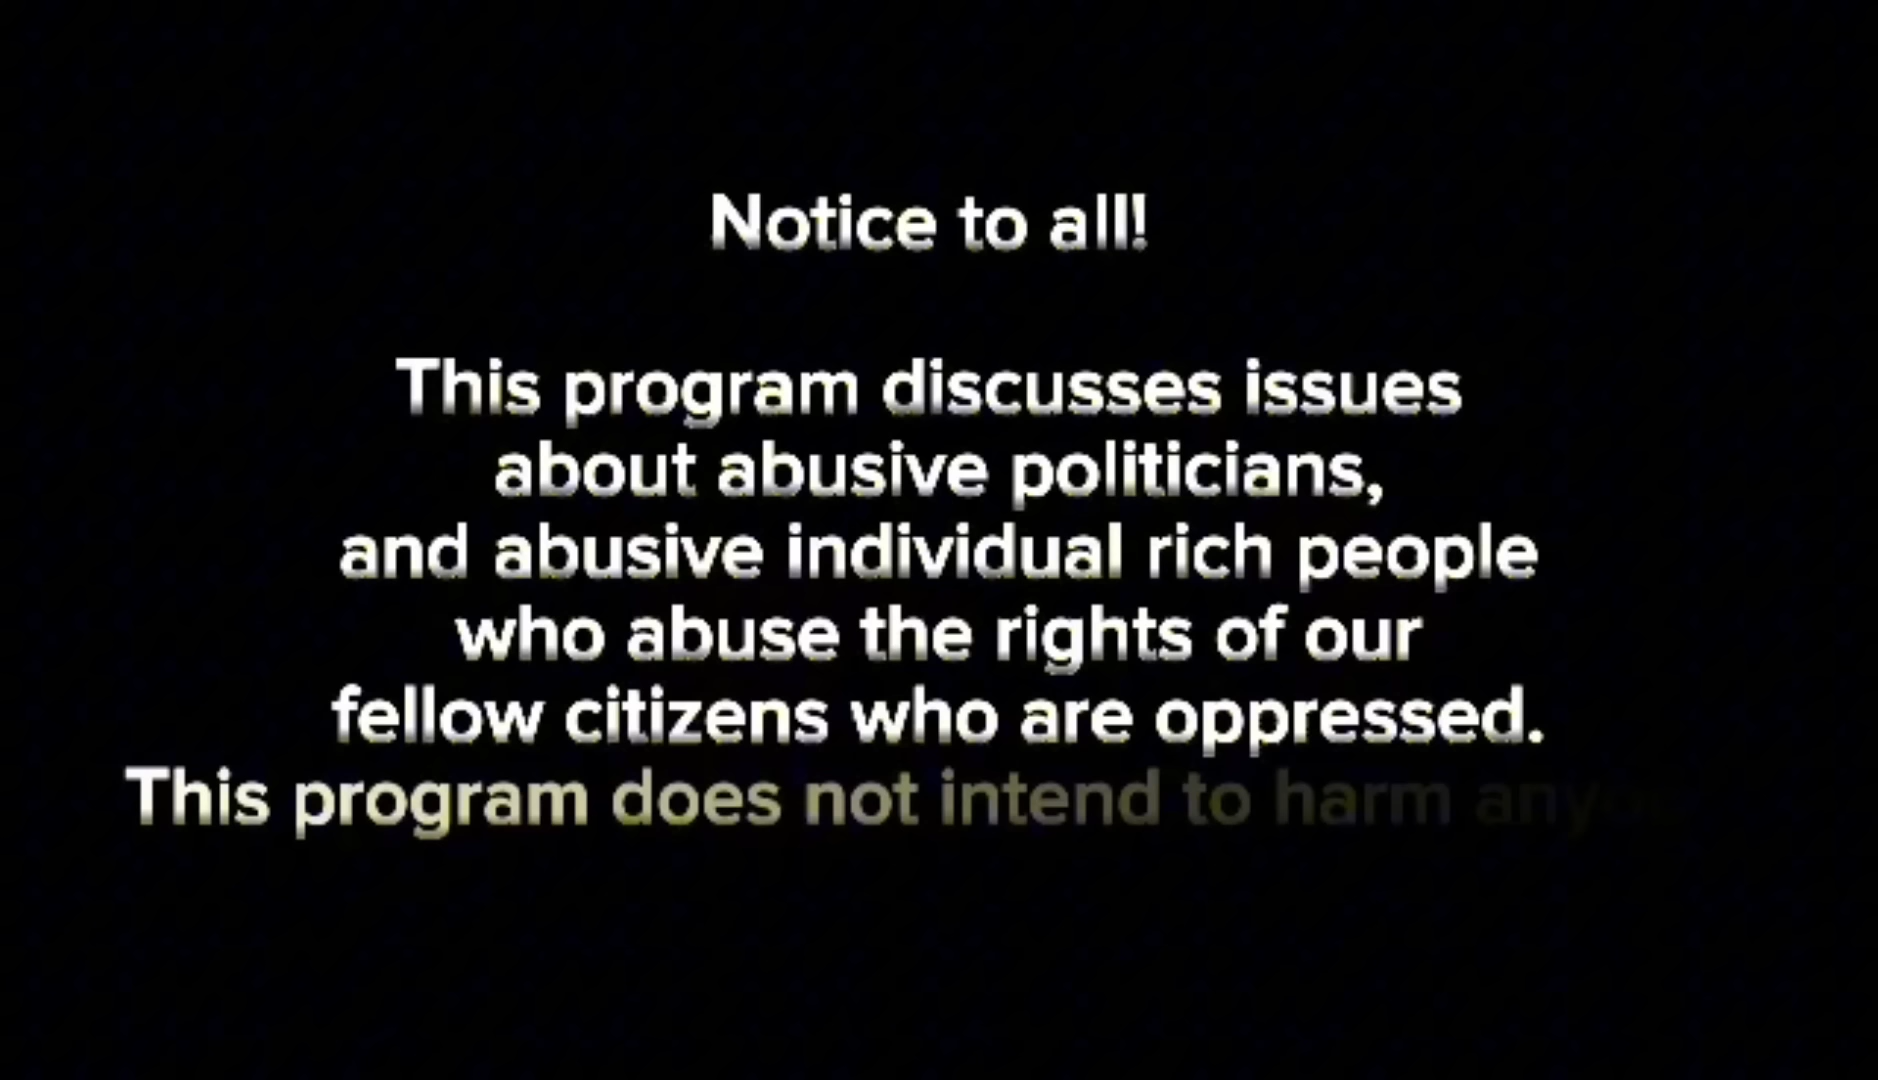 Notice to all!
This program discusses issues
about abusive politicians,
and abusive individual rich people
who abuse the rights of our
fellow citizens who are oppressed.
This program does not intend to harm